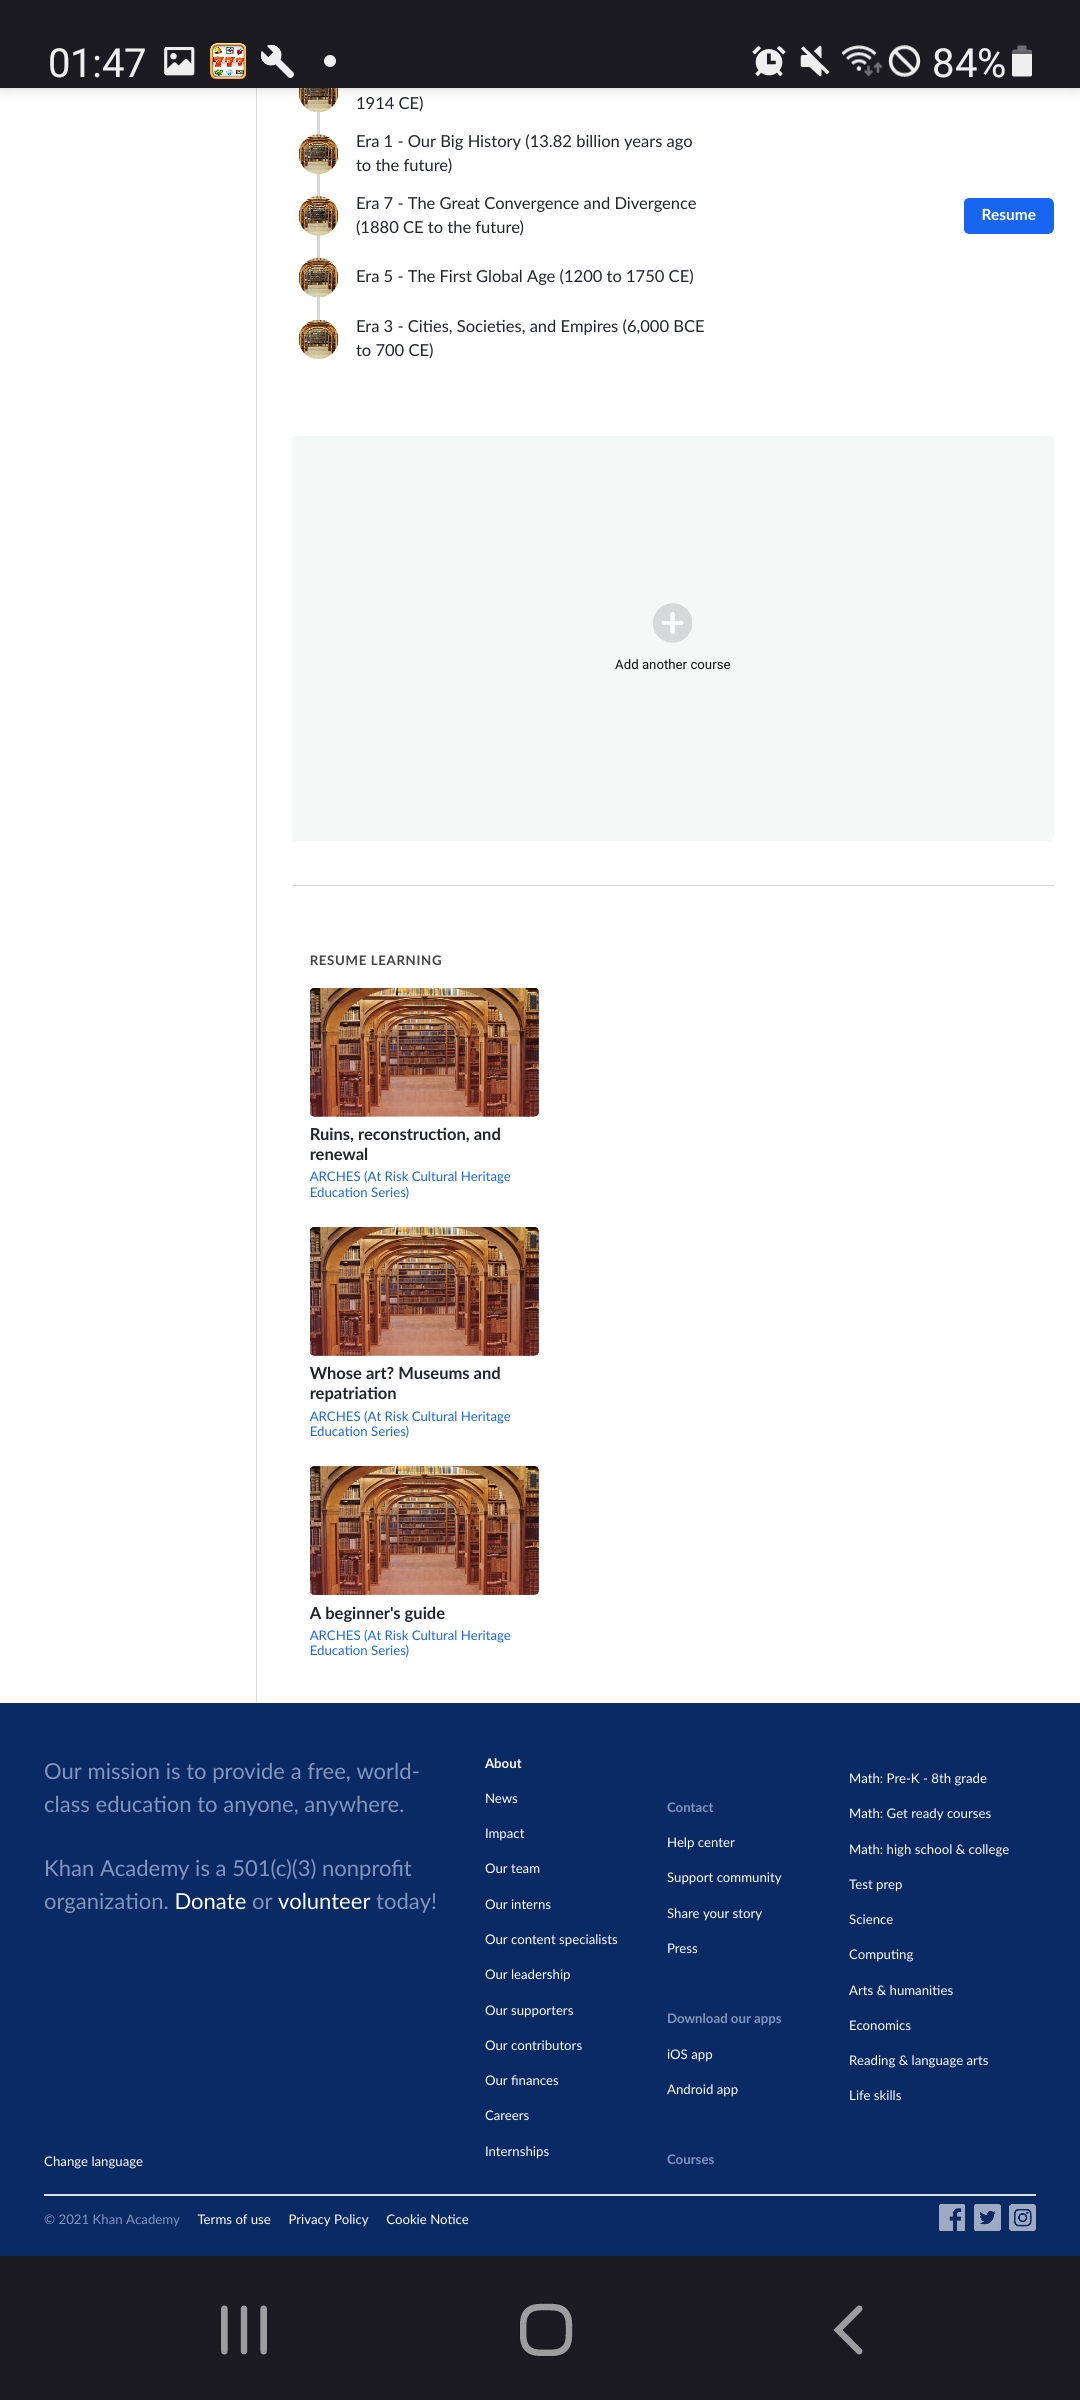 01:47
84%
1914 CE)
Era 1 - Our Big History (13.82 billion years ago
to the future)
Era 7 - The Great Convergence and Divergence
(1880 CE to the future)
Resume
Era 5 - The First Global Age (1200 to 1750 CE)
Era 3 - Cities, Societies, and Empires (6,000 BCE
to 700 CE)
Add another course
RESUME LEARNING
Ruins, reconstruction, and
renewal
ARCHES (At Risk Cultural Heritage
Education Series)
Whose art? Museums and
repatriation
ARCHES (At Risk Cultural Heritage
Education Series)
A beginner's guide
ARCHES (At Risk Cultural Heritage
Education Series)
Our mission is to provide a free, world-
class education to anyone, anywhere.
Khan Academy is a 501(c)(3) nonprofit
organization. Donate or volunteer today!
Change language
About
News
Impact
Our team
Our interns
Our content specialists
Our leadership
Our supporters
Our contributors
Our finances
Careers
Internships
Contact
Help center
Support community
Share your story
Press
Download our apps
iOS app
Android app
Courses
Math: Pre-K - 8th grade
Math: Get ready courses
Math: high school & college
Test prep
Science
Computing
Arts & humanities
Economics
Reading & language arts
Life skills
© 2021 Khan Academy Terms of use Privacy Policy Cookie Notice